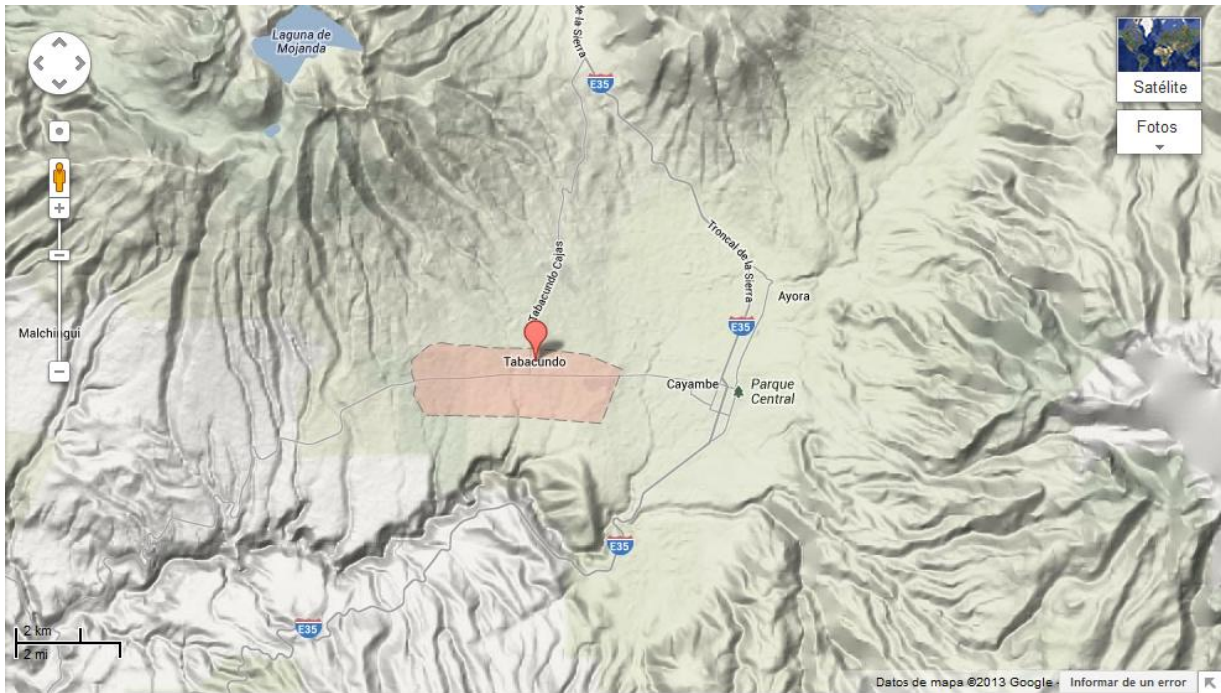 Laguna de
Mojanda
de la Sierra
E35
Satélite
Fotos
Tabacundo Cajas
Troncal de la Sierra
Ayora
E35
Malchinguí
Tabacundo
Cayambe
Parque
Central
E35
E35
2 km
2 mi
Datos de mapa ©2013 Google -
Informar de un error